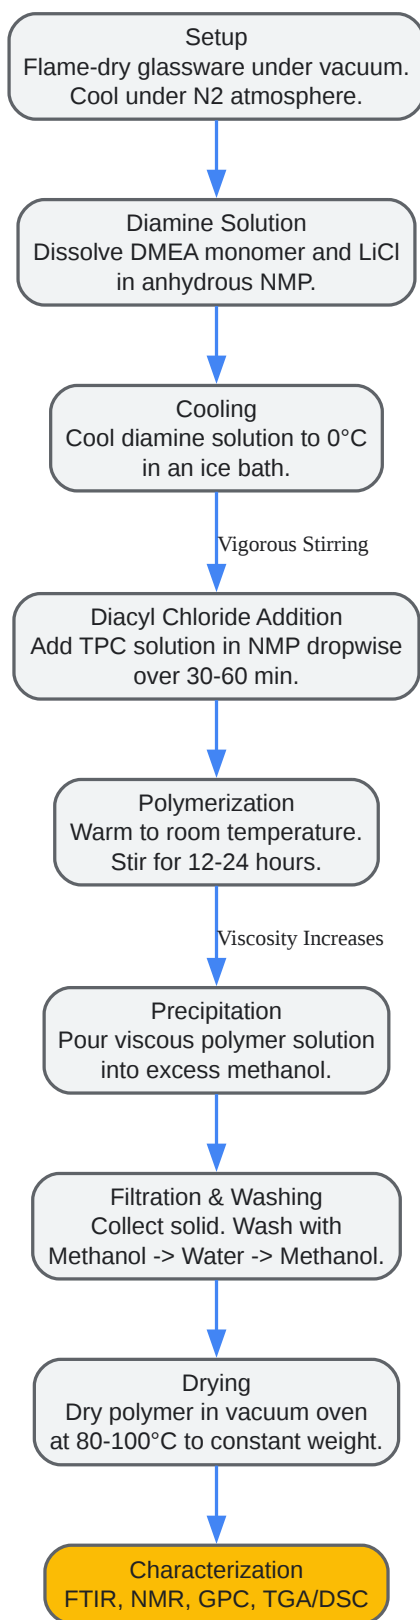 Setup
Flame-dry glassware under vacuum.
Cool under N2 atmosphere.
Diamine Solution
Dissolve DMEA monomer and LiCl
in anhydrous NMP.
Cooling
Cool diamine solution to 0°C
in an ice bath.
Vigorous Stirring
Diacyl Chloride Addition
Add TPC solution in NMP dropwise
over 30-60 min.
Polymerization
Warm to room temperature.
Stir for 12-24 hours.
Viscosity Increases
Precipitation
Pour viscous polymer solution
into excess methanol.
Filtration & Washing
Collect solid. Wash with
Methanol -> Water -> Methanol.
Drying
Dry polymer in vacuum oven
at 80-100°C to constant weight.
Characterization
FTIR, NMR, GPC, TGA/DSC